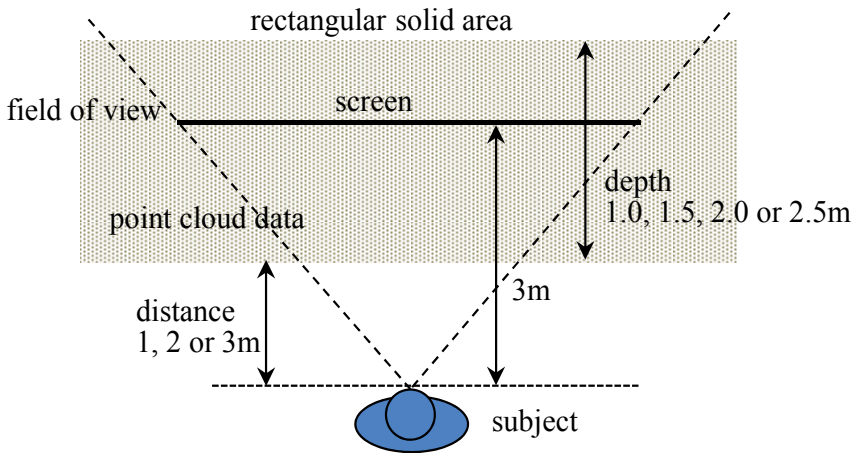 rectangular solid area
screen
field of view
depth
1.0, 1.5, 2.0 or 2.5m
point cloud data
3m
distance
1, 2 or 3m
subject